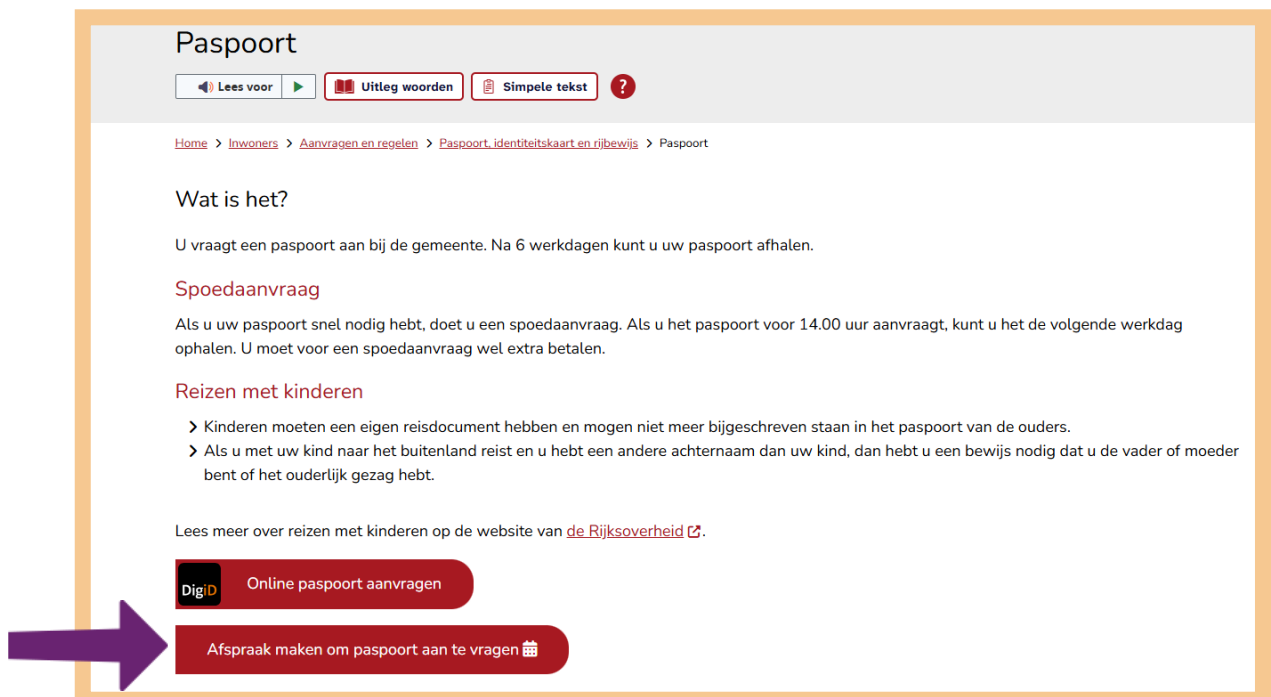 Paspoort
Lees voor
Uitleg woorden
Simpele tekst
?
Home > Inwoners > Aanvragen en regelen > Paspoort, identiteitskaart en rijbewijs > Paspoort
Wat is het?
U vraagt een paspoort aan bij de gemeente. Na 6 werkdagen kunt u uw paspoort afhalen.
Spoedaanvraag
Als u uw paspoort snel nodig hebt, doet u een spoedaanvraag. Als u het paspoort voor 14.00 uur aanvraagt, kunt u het de volgende werkdag
ophalen. U moet voor een spoedaanvraag wel extra betalen.
Reizen met kinderen
> Kinderen moeten een eigen reisdocument hebben en mogen niet meer bijgeschreven staan in het paspoort van de ouders.
> Als u met uw kind naar het buitenland reist en u hebt een andere achternaam dan uw kind, dan hebt u een bewijs nodig dat u de vader of moeder
bent of het ouderlijk gezag hebt.
Lees meer over reizen met kinderen op de website van de Rijksoverheid.
DigiD Online paspoort aanvragen
Afspraak maken om paspoort aan te vragen